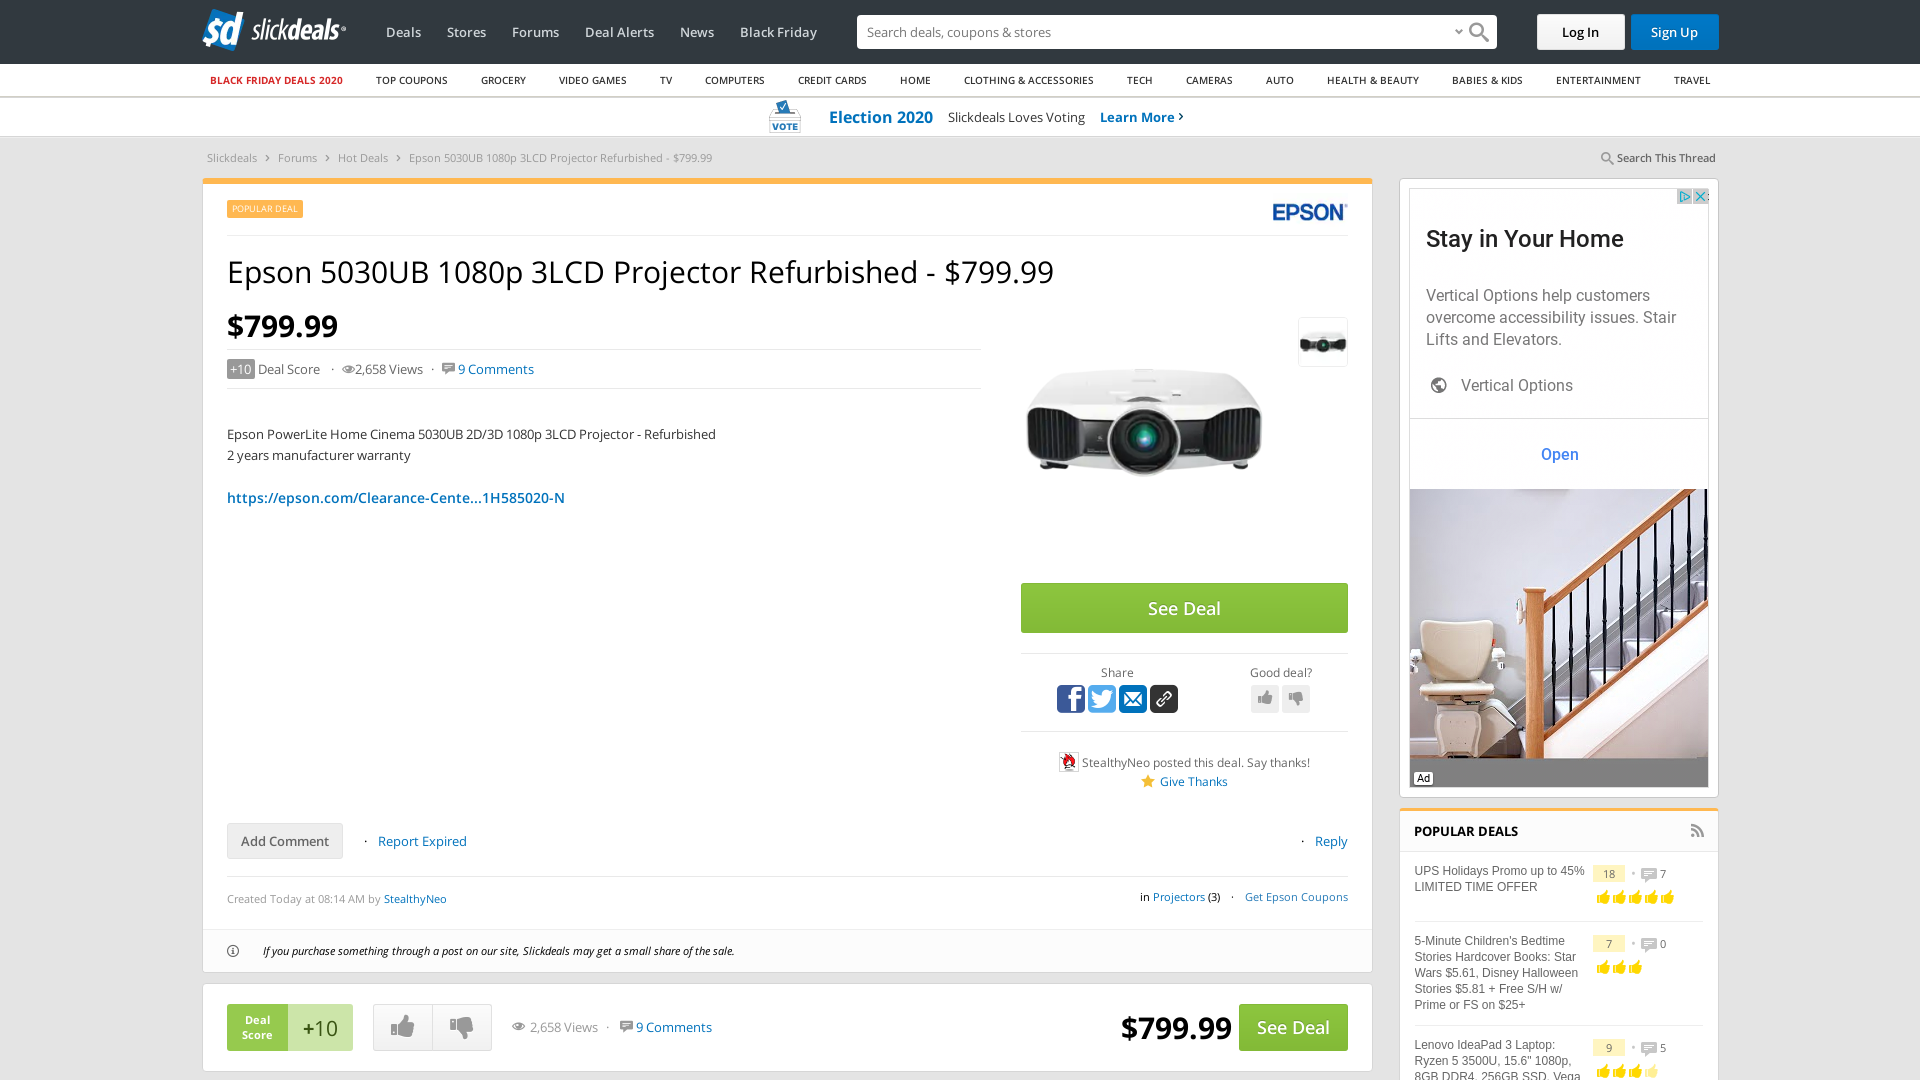 sd slickdeals
Deals Stores Forums Deal Alerts News Black Friday
Search deals, coupons & stores
Log In Sign Up
BLACK FRIDAY DEALS 2020 TOP COUPONS GROCERY VIDEO GAMES TV COMPUTERS CREDIT CARDS HOME CLOTHING & ACCESSORIES TECH CAMERAS AUTO HEALTH & BEAUTY BABIES & KIDS ENTERTAINMENT TRAVEL
VOTE Election 2020 Slickdeals Loves Voting Learn More
Slickdeals › Forums › Hot Deals › Epson 5030UB 1080p 3LCD Projector Refurbished - $799.99
Search This Thread
POPULAR DEAL
EPSON
Epson 5030UB 1080p 3LCD Projector Refurbished - $799.99
$799.99
+10 Deal Score · 2,658 Views · 9 Comments
Epson PowerLite Home Cinema 5030UB 2D/3D 1080p 3LCD Projector - Refurbished
2 years manufacturer warranty
https://epson.com/Clearance-Cente...1H585020-N
See Deal
Share Good deal?
StealthyNeo posted this deal. Say thanks!
Give Thanks
Add Comment · Report Expired · Reply
Created Today at 08:14 AM by StealthyNeo
in Projectors (3) · Get Epson Coupons
If you purchase something through a post on our site, Slickdeals may get a small share of the sale.
Deal
Score
+10
2,658 Views · 9 Comments
$799.99 See Deal
Stay in Your Home
Vertical Options help customers
overcome accessibility issues. Stair
Lifts and Elevators.
Vertical Options
Open
Ad
POPULAR DEALS
UPS Holidays Promo up to 45%
LIMITED TIME OFFER
18 • 7
5-Minute Children's Bedtime
Stories Hardcover Books: Star
Wars $5.61, Disney Halloween
Stories $5.81 + Free S/H w/
Prime or FS on $25+
7 • 0
Lenovo IdeaPad 3 Laptop:
Ryzen 5 3500U, 15.6" 1080p,
8GB DDR4, 256GB SSD, Vega
9 • 5